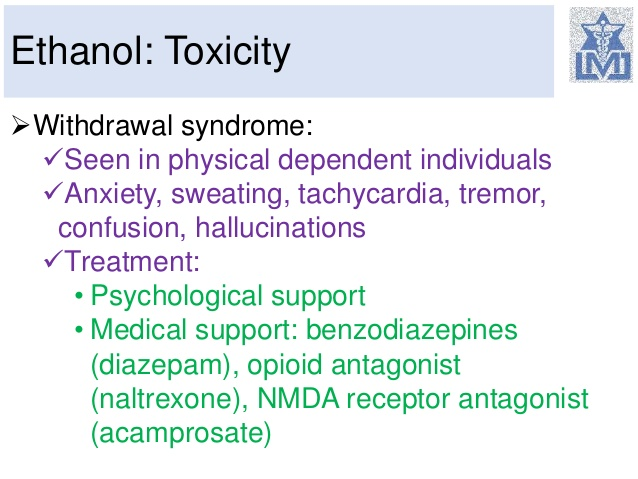 Ethanol: Toxicity
LMJ
➢Withdrawal syndrome:
✓Seen in physical dependent individuals
✓Anxiety, sweating, tachycardia, tremor,
confusion, hallucinations
✓Treatment:
• Psychological support
• Medical support: benzodiazepines
(diazepam), opioid antagonist
(naltrexone), NMDA receptor antagonist
(acamprosate)